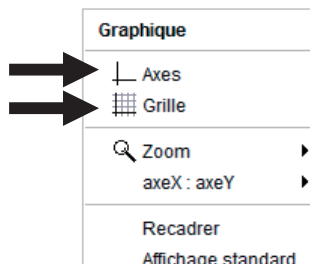 Graphique
Axes
Grille
Zoom
axeX : axeY
Recadrer
Affichage standard